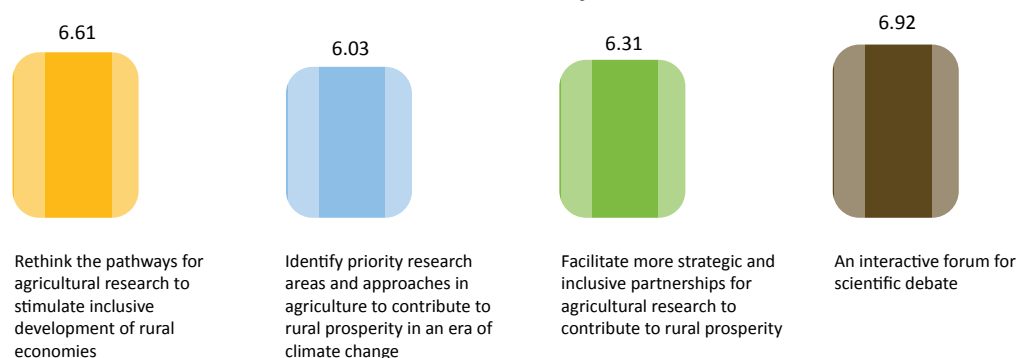 6.61
6.03
6.31
6.92
Rethink the pathways for
agricultural research to
stimulate inclusive
development of rural
economies
Identify priority research
areas and approaches in
agriculture to contribute to
rural prosperity in an era of
climate change
Facilitate more strategic and
inclusive partnerships for
agricultural research to
contribute to rural prosperity
An interactive forum for
scientific debate